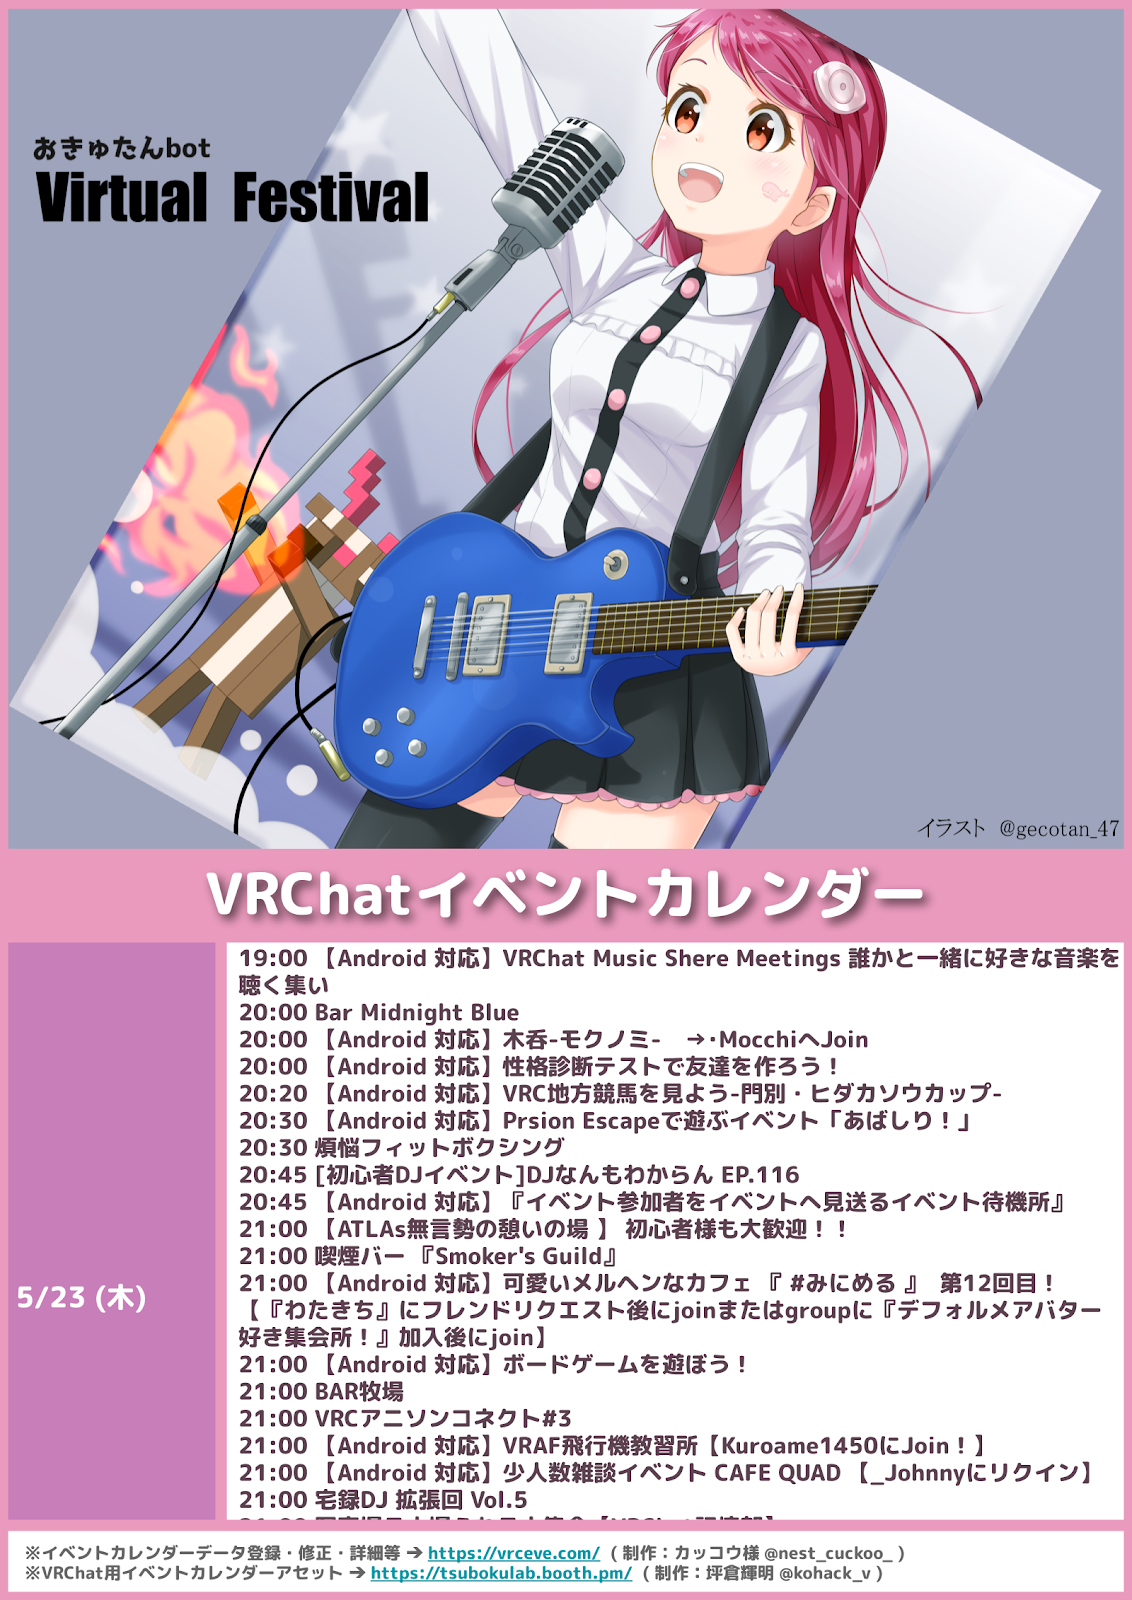 おきゅたんbot
Virtual Festival
イラスト @gecotan_47
VRChatイベントカレンダー
5/23 (木)
19:00 【Android 対応】VRChat Music Shere Meetings 誰かと一緒に好きな音楽を
聴く集い
20:00 Bar Midnight Blue
20:00 【Android 対応】木呑-モクノミ-　→･MocchiへJoin
20:00 【Android 対応】性格診断テストで友達を作ろう！
20:20 【Android 対応】VRC地方競馬を見よう-門別・ヒダカソウカップ-
20:30 【Android 対応】Prsion Escapeで遊ぶイベント「あばしり！」
20:30 煩悩フィットボクシング
20:45 [初心者DJイベント]DJなんもわからん EP.116
20:45 【Android 対応】『イベント参加者をイベントへ見送るイベント待機所』
21:00 【ATLAs無言勢の憩いの場 】 初心者様も大歓迎！！
21:00 喫煙バー 『Smoker's Guild』
21:00 【Android 対応】可愛いメルヘンなカフェ 『 #みにめる 』 第12回目！
【『わたきち』にフレンドリクエスト後にjoinまたはgroupに『デフォルメアバター
好き集会所！』加入後にjoin】
21:00 【Android 対応】ボードゲームを遊ぼう！
21:00 BAR牧場
21:00 VRCアニソンコネクト#3
21:00 【Android 対応】VRAF飛行機教習所【Kuroame1450にJoin！】
21:00 【Android 対応】少人数雑談イベント CAFE QUAD 【_Johnnyにリクイン】
21:00 宅録DJ 拡張回 Vol.5
※イベントカレンダーデータ登録・修正・詳細等 ➔ https://vrceve.com/ （制作：カッコウ様 @nest_cuckoo_ ）
※VRChat用イベントカレンダーアセット ➔ https://tsubokulab.booth.pm/ （制作：坪倉輝明 @kohack_v ）